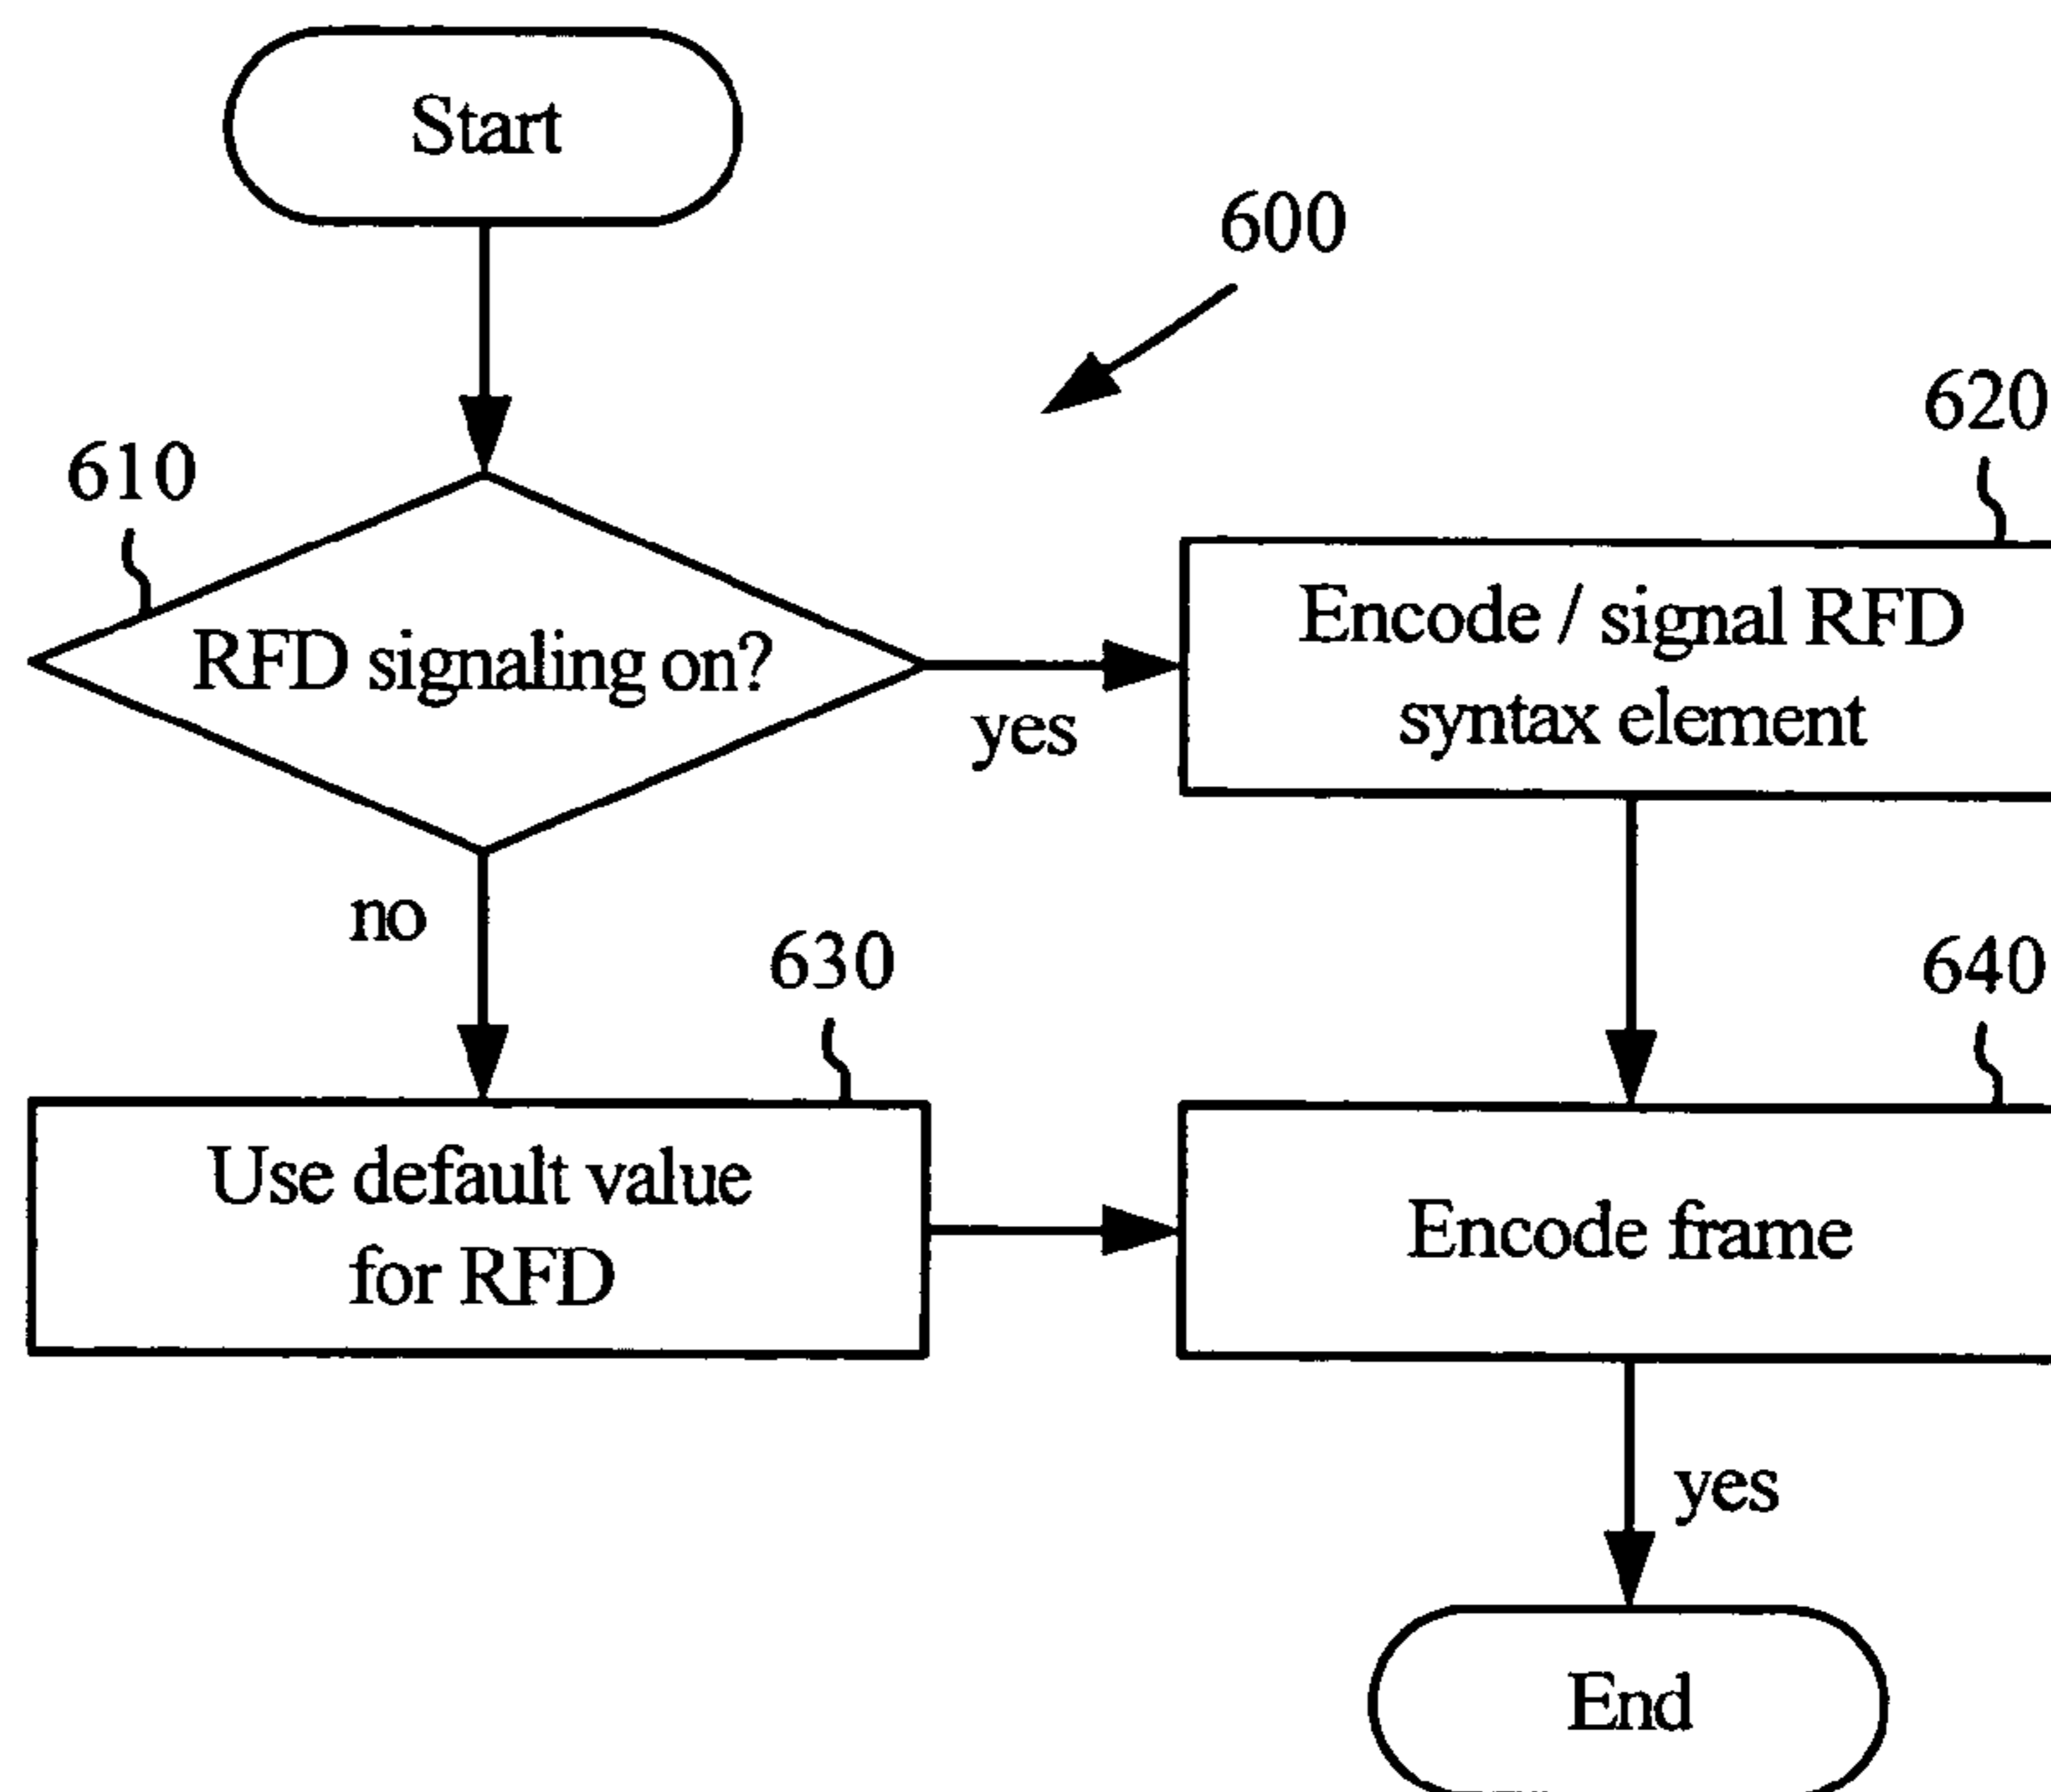 Start
600
610
620
RFD signaling on?
Encode / signal RFD
syntax element
yes
no
630
640
Use default value
for RFD
Encode frame
yes
End